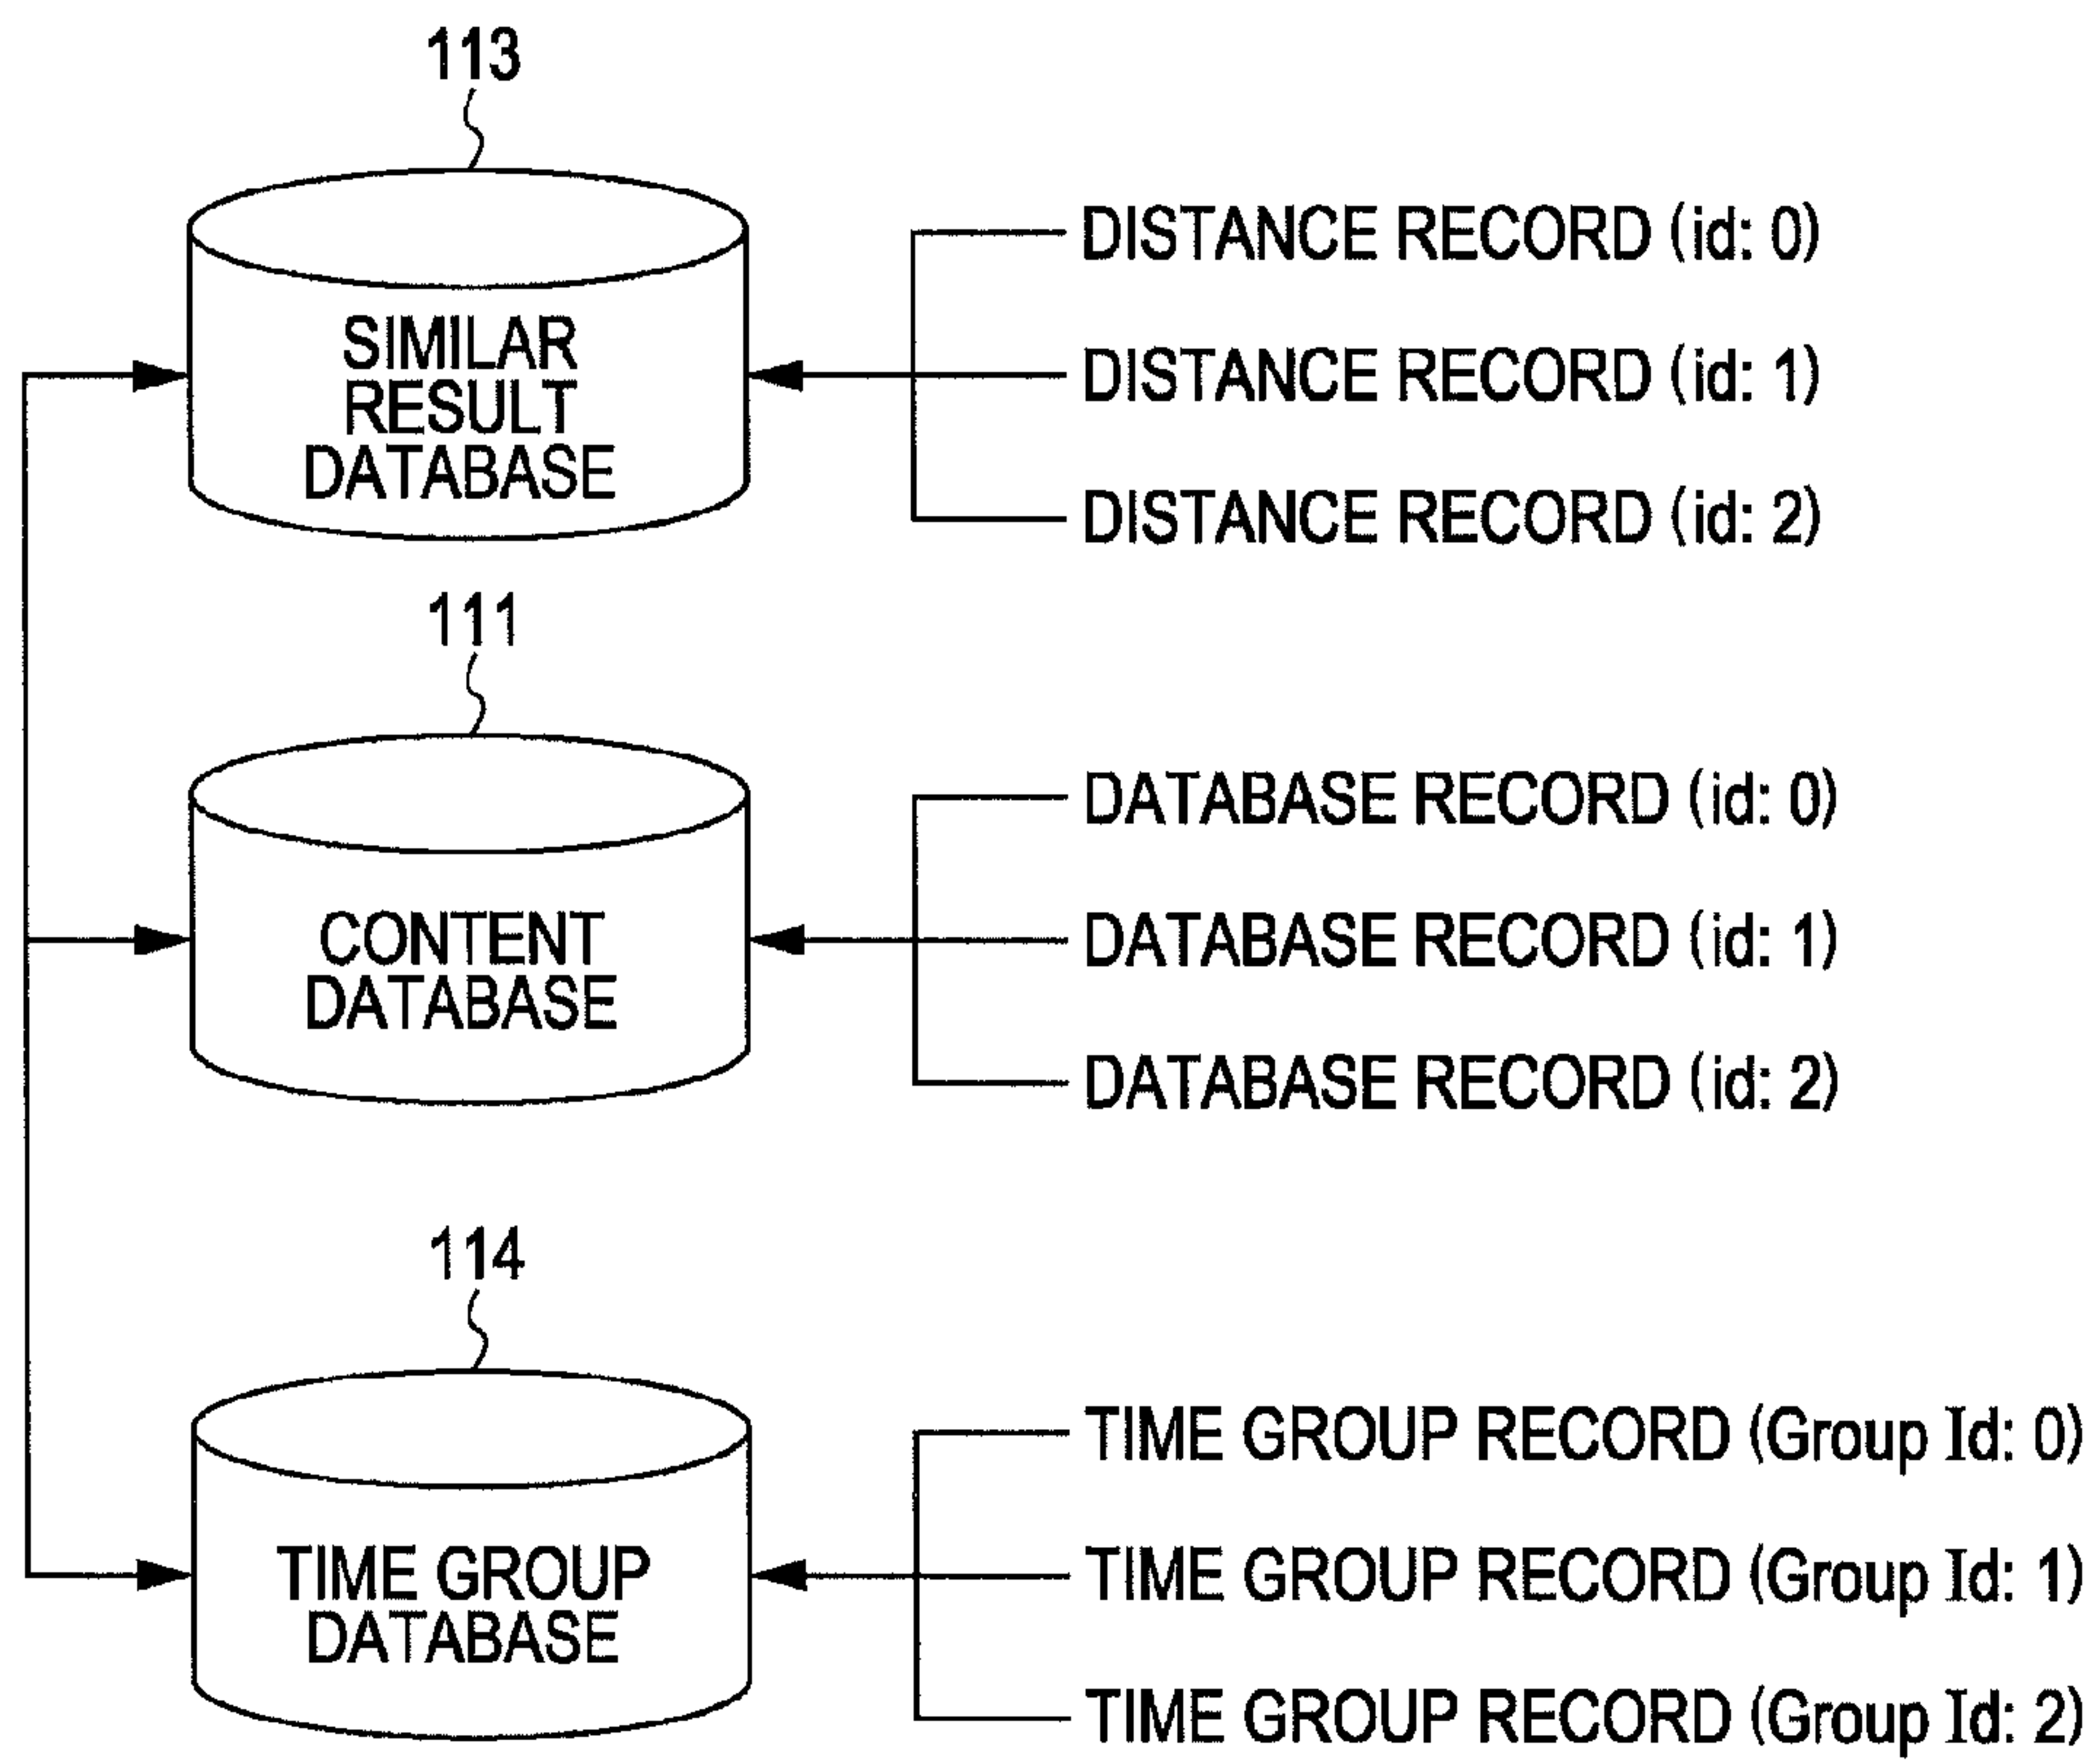 113
SIMILAR
RESULT
DATABASE
DISTANCE RECORD (id: 0)
DISTANCE RECORD (id: 1)
DISTANCE RECORD (id: 2)
111
CONTENT
DATABASE
DATABASE RECORD (id: 0)
DATABASE RECORD (id: 1)
DATABASE RECORD (id: 2)
114
TIME GROUP
DATABASE
TIME GROUP RECORD (Group Id: 0)
TIME GROUP RECORD (Group Id: 1)
TIME GROUP RECORD (Group Id: 2)